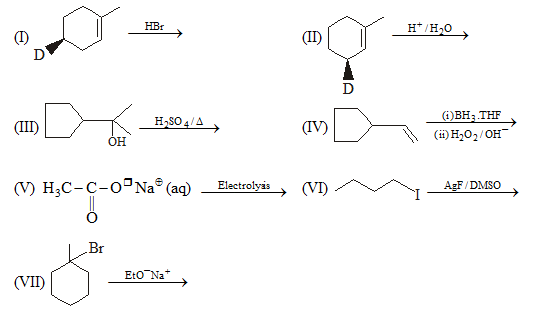 (I) D HBr
(II) D H⁺/H₂O
(III) OH H₂SO₄/Δ
(IV) (i)BH₃.THF
(ii)H₂O₂/OH⁻
(V) H₃C–C–O Na⊕ (aq) Electrolysis
O
(VI) I AgF/DMSO
(VII) Br EtO⁻Na⁺